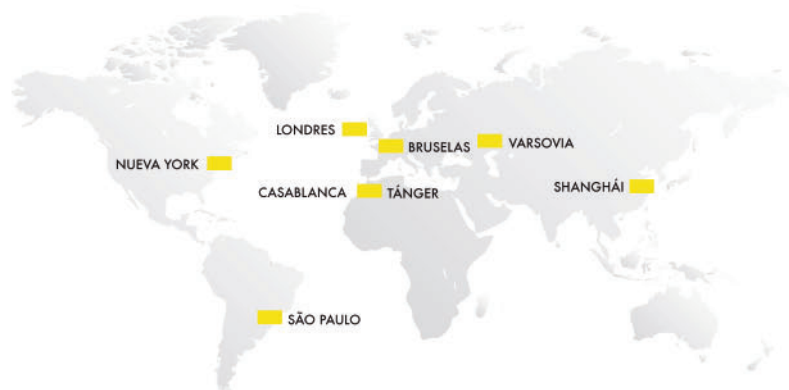 LONDRES
BRUSELAS
VARSOVIA
NUEVA YORK
CASABLANCA
TÁNGER
SHANGHÁI
SÃO PAULO